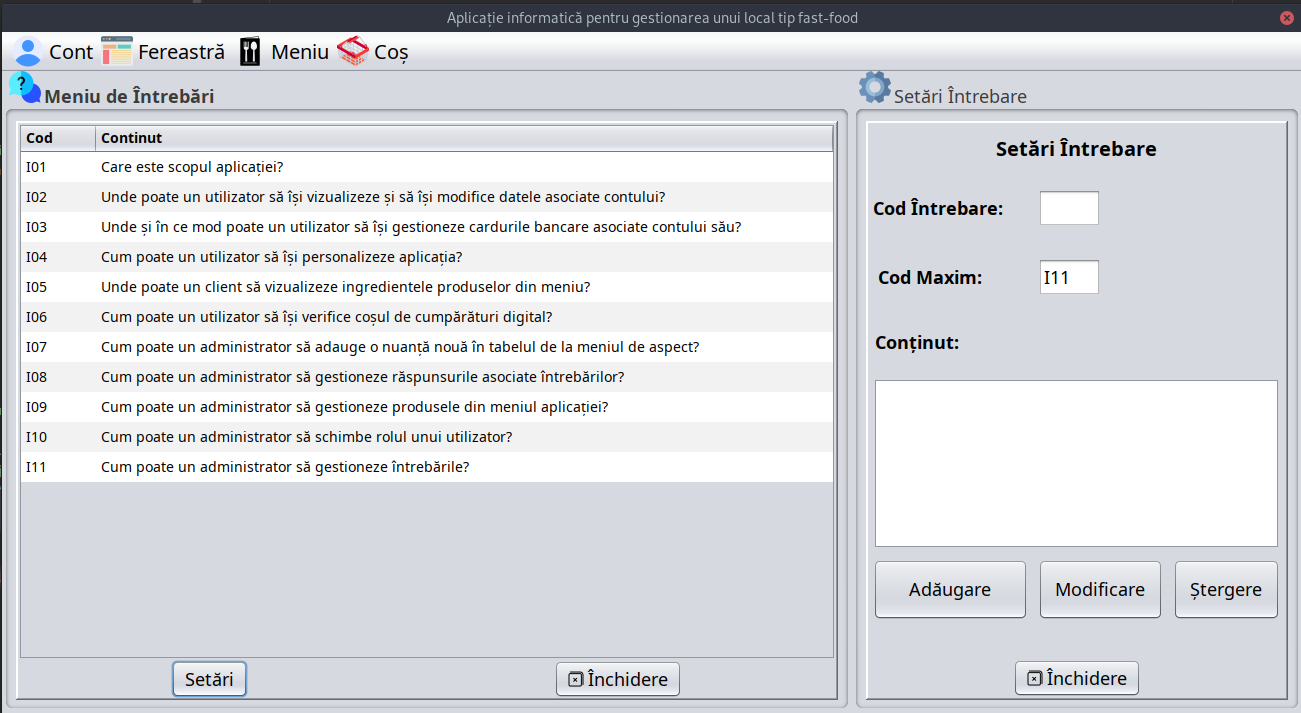 Aplicație informatică pentru gestionarea unui local tip fast-food
Cont Fereastră Meniu Coș
? Meniu de Întrebări
Cod Continut
I01 Care este scopul aplicației?
I02 Unde poate un utilizator să își vizualizeze și să își modifice datele asociate contului?
I03 Unde și în ce mod poate un utilizator să își gestioneze cardurile bancare asociate contului său?
I04 Cum poate un utilizator să își personalizeze aplicația?
I05 Unde poate un client să vizualizeze ingredientele produselor din meniu?
I06 Cum poate un utilizator să își verifice coșul de cumpărături digital?
I07 Cum poate un administrator să adauge o nuanță nouă în tabelul de la meniul de aspect?
I08 Cum poate un administrator să gestioneze răspunsurile asociate întrebărilor?
I09 Cum poate un administrator să gestioneze produsele din meniul aplicației?
I10 Cum poate un administrator să schimbe rolul unui utilizator?
I11 Cum poate un administrator să gestioneze întrebările?
Setări Închidere
Setări Întrebare
Setări Întrebare
Cod Întrebare:
Cod Maxim: I11
Conținut:
Adăugare Modificare Ștergere
Închidere